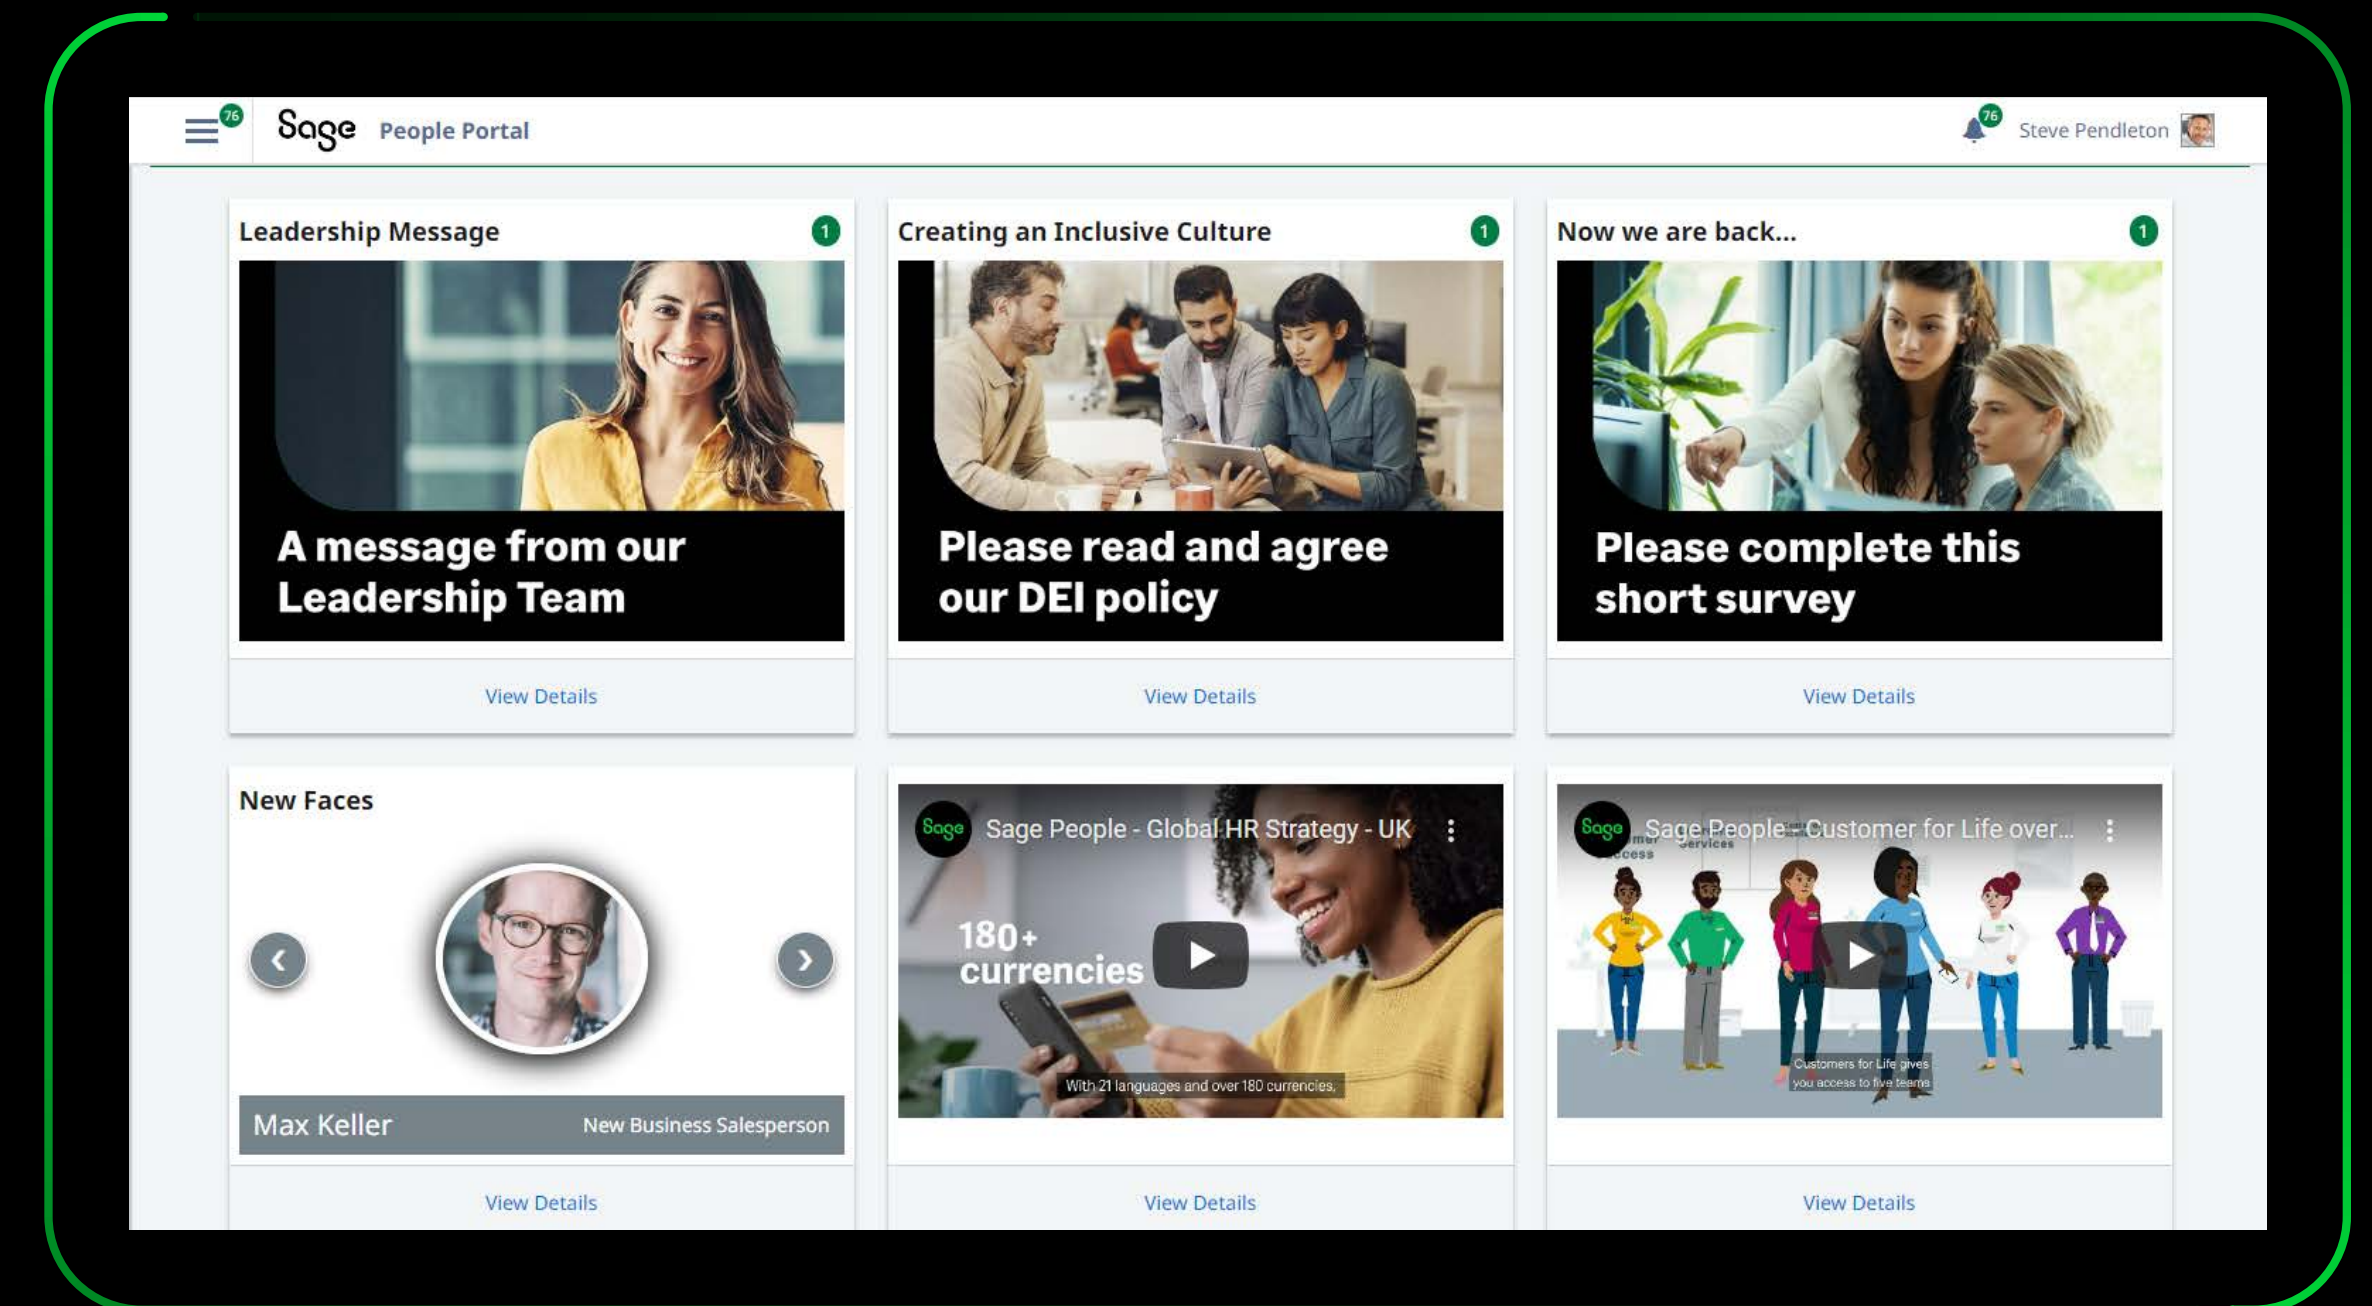 76
Sage People Portal
76
Steve Pendleton
Leadership Message
1
A message from our
Leadership Team
View Details
Creating an Inclusive Culture
1
Please read and agree
our DEI policy
View Details
Now we are back...
1
Please complete this
short survey
View Details
New Faces
Max Keller
New Business Salesperson
View Details
Sage
Sage People - Global HR Strategy - UK
180+
currencies
With 21 languages and over 180 currencies,
View Details
Sage
Sage People - Customer for Life over...
Services
Customers for Life gives
you access to five teams
View Details